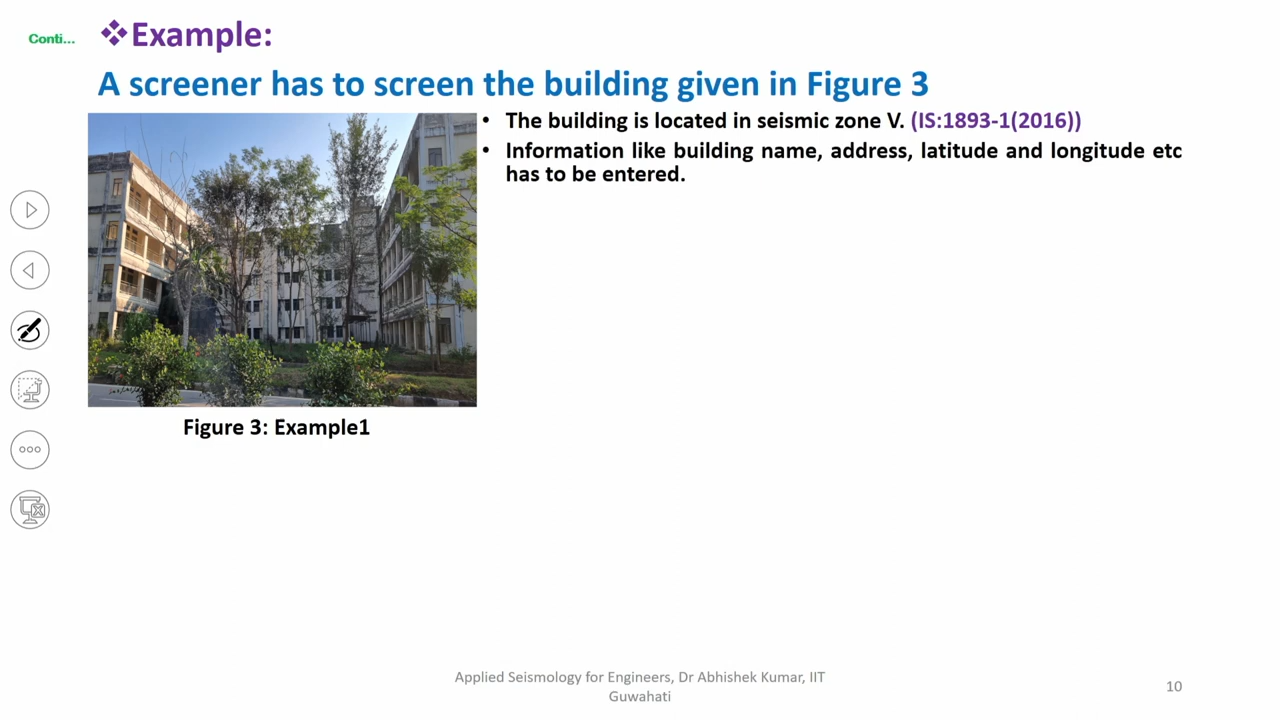 Conti...
❖Example:
A screener has to screen the building given in Figure 3
• The building is located in seismic zone V. (IS:1893-1(2016))
• Information like building name, address, latitude and longitude etc
has to be entered.
Figure 3: Example1
Applied Seismology for Engineers, Dr Abhishek Kumar, IIT
Guwahati
10